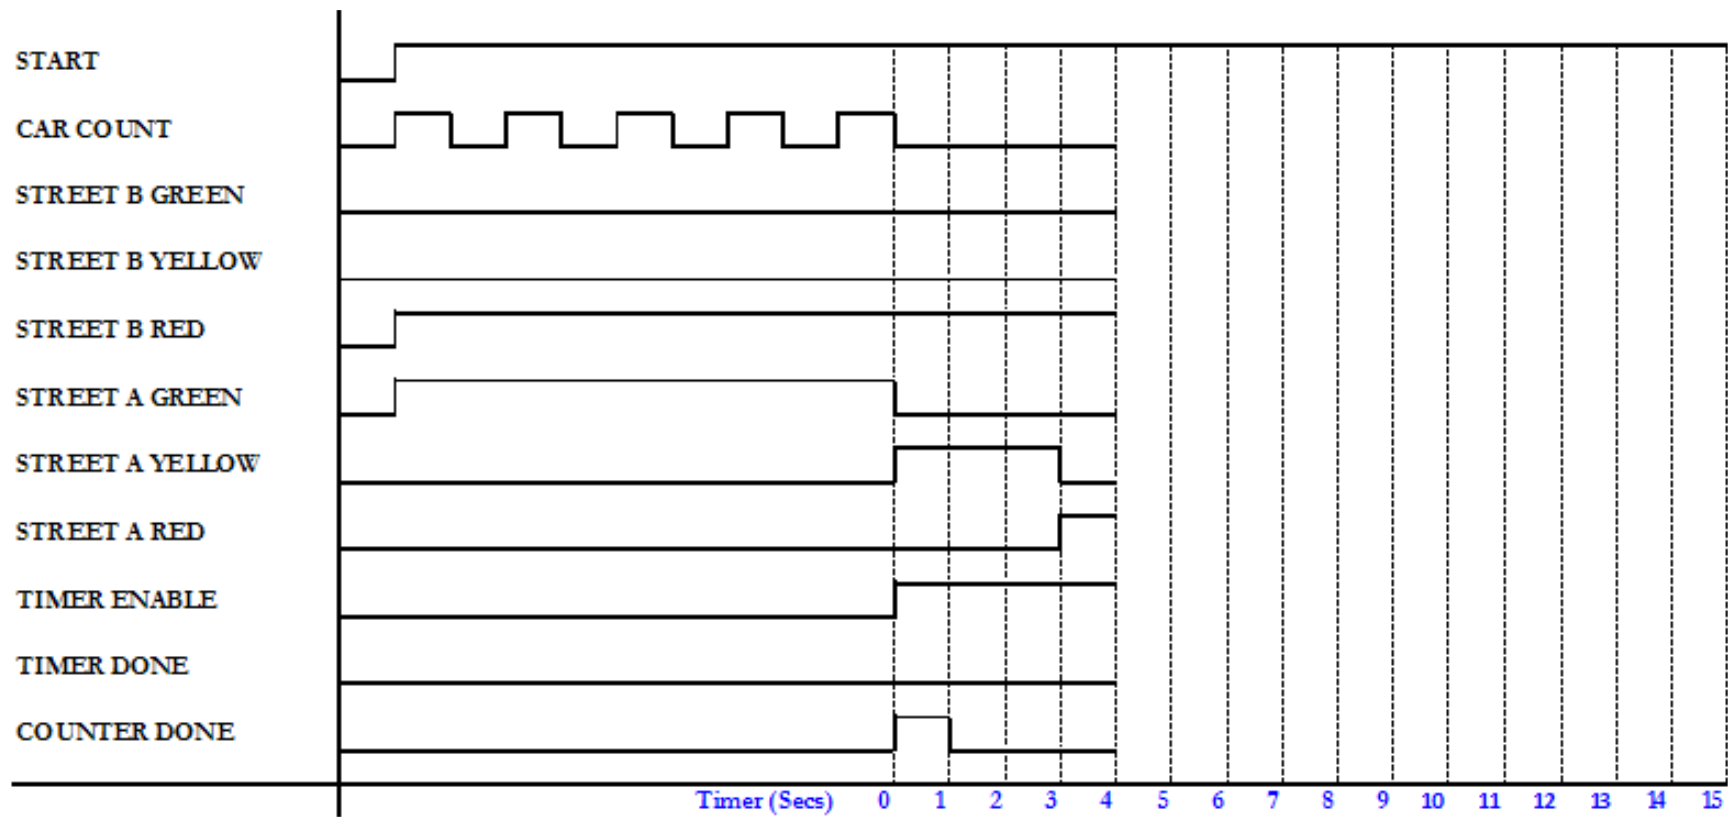 START
CAR COUNT
STREET B GREEN
STREET B YELLOW
STREET B RED
STREET A GREEN
STREET A YELLOW
STREET A RED
TIMER ENABLE
TIMER DONE
COUNTER DONE
Timer (Secs) 0 1 2 3 4 5 6 7 8 9 10 11 12 13 14 15